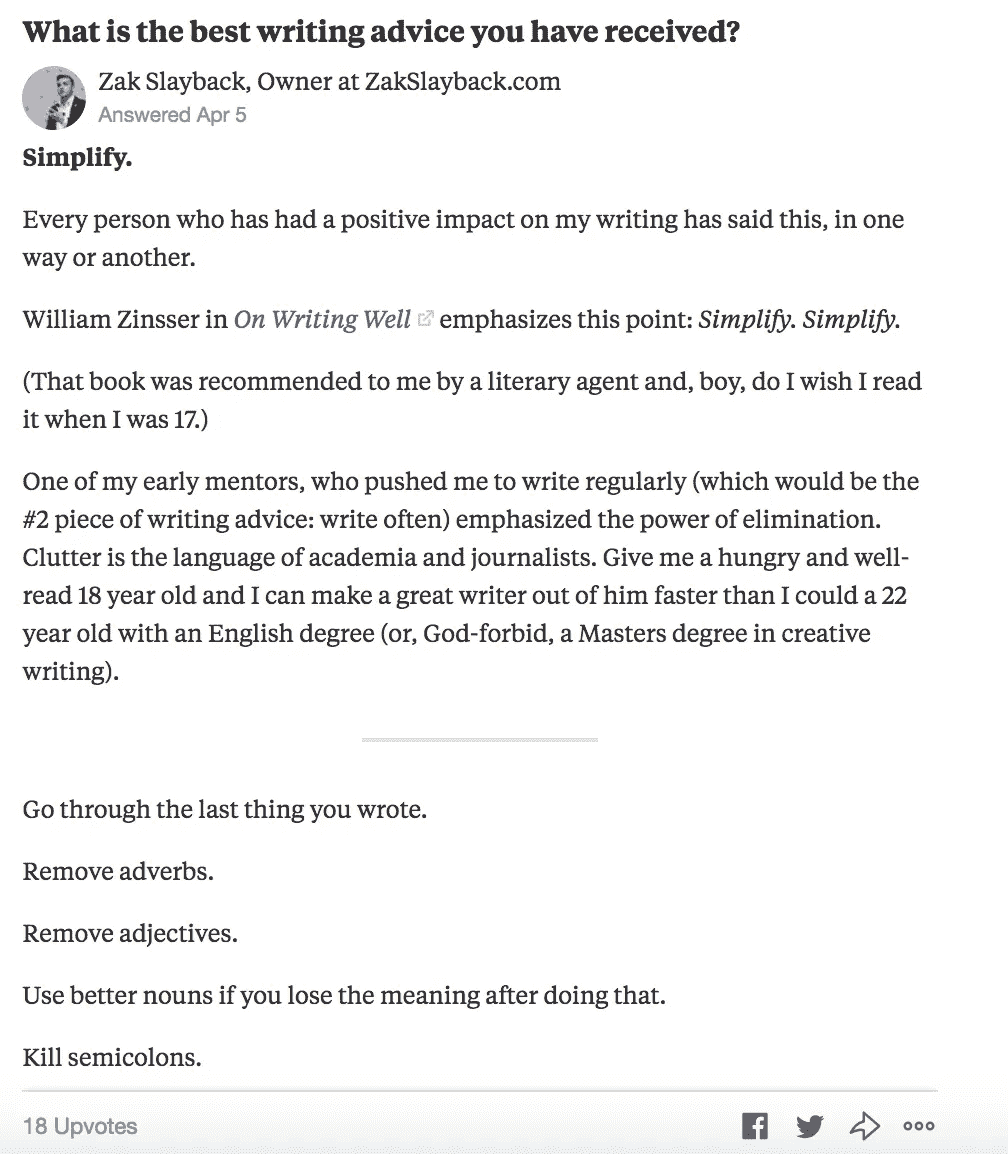 What is the best writing advice you have received?
Zak Slayback, Owner at ZakSlayback.com
Answered Apr 5
Simplify.
Every person who has had a positive impact on my writing has said this, in one
way or another.
William Zinsser in On Writing Well emphasizes this point: Simplify. Simplify.
(That book was recommended to me by a literary agent and, boy, do I wish I read
it when I was 17.)
One of my early mentors, who pushed me to write regularly (which would be the
#2 piece of writing advice: write often) emphasized the power of elimination.
Clutter is the language of academia and journalists. Give me a hungry and well-
read 18 year old and I can make a great writer out of him faster than I could a 22
year old with an English degree (or, God-forbid, a Masters degree in creative
writing).
Go through the last thing you wrote.
Remove adverbs.
Remove adjectives.
Use better nouns if you lose the meaning after doing that.
Kill semicolons.
18 Upvotes